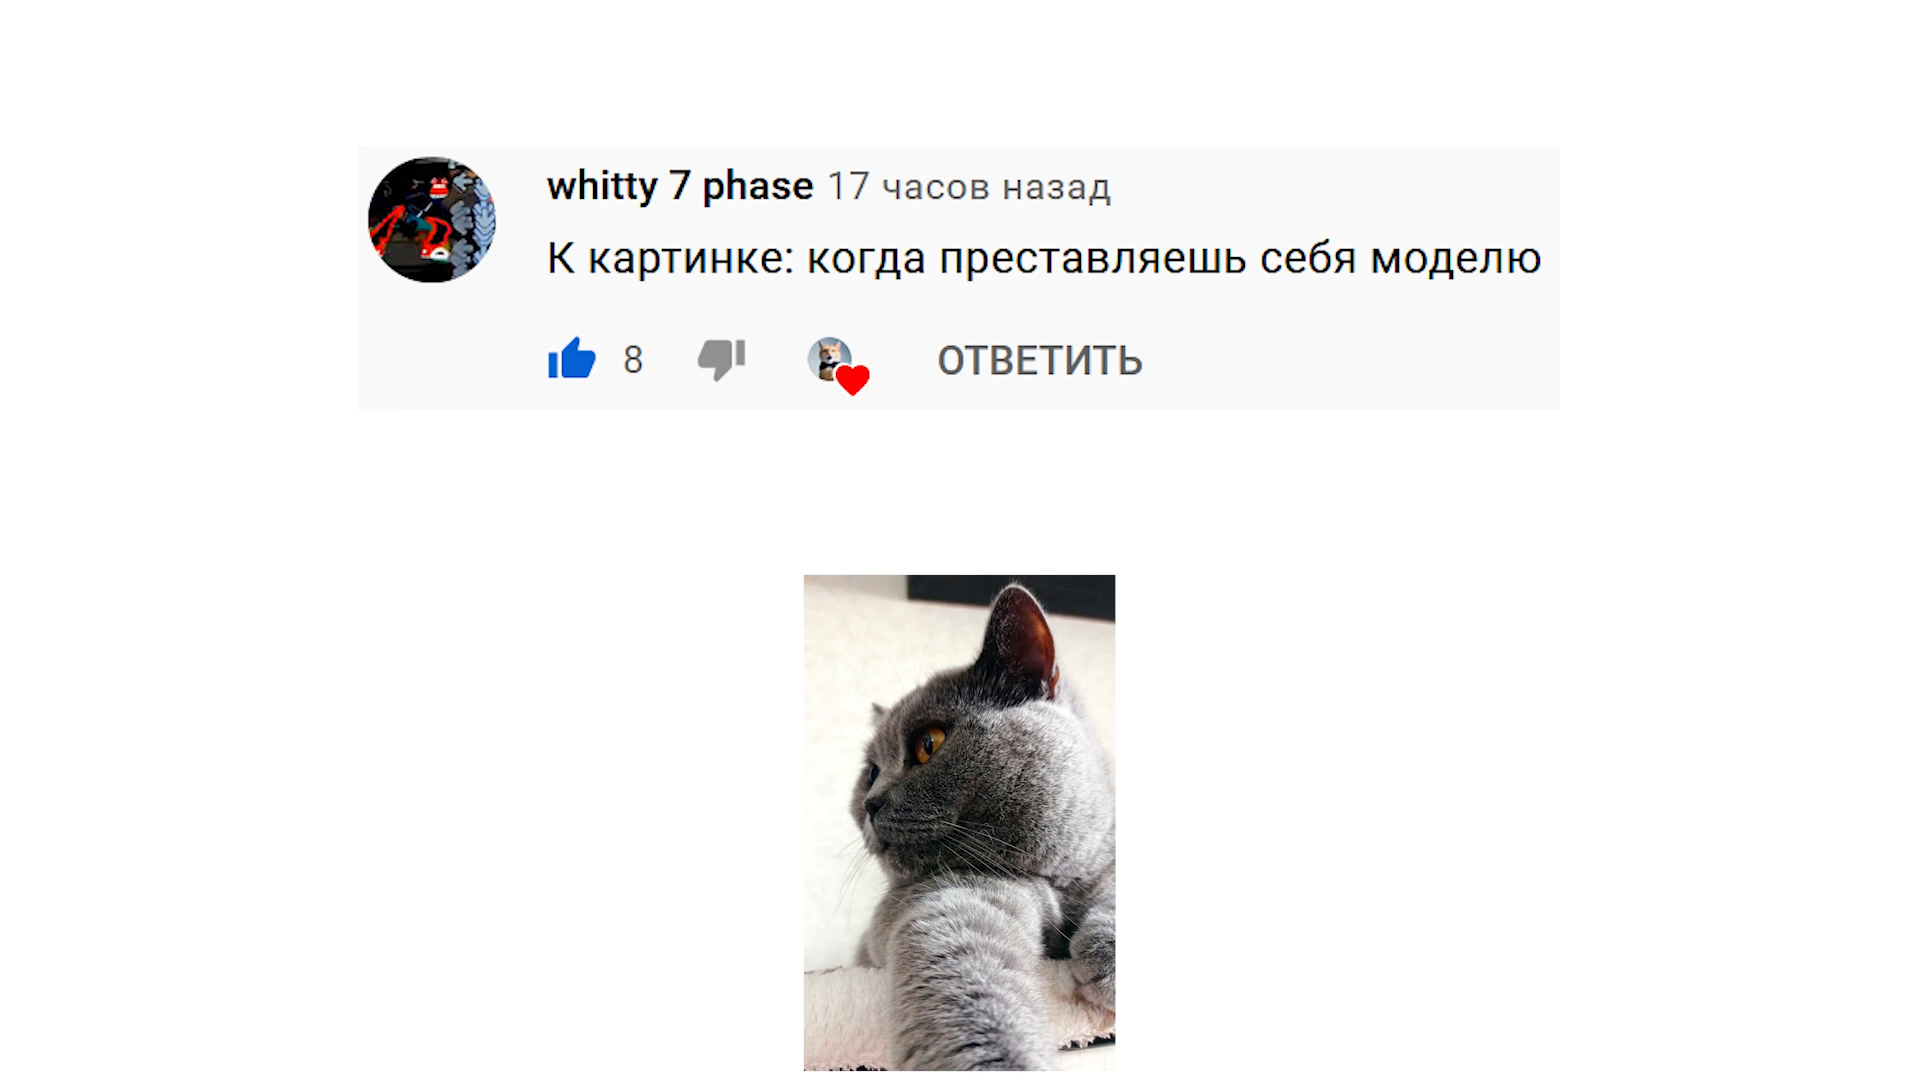 whitty 7 phase 17 часов назад
К картинке: когда преставляешь себя моделю
8 ОТВЕТИТЬ